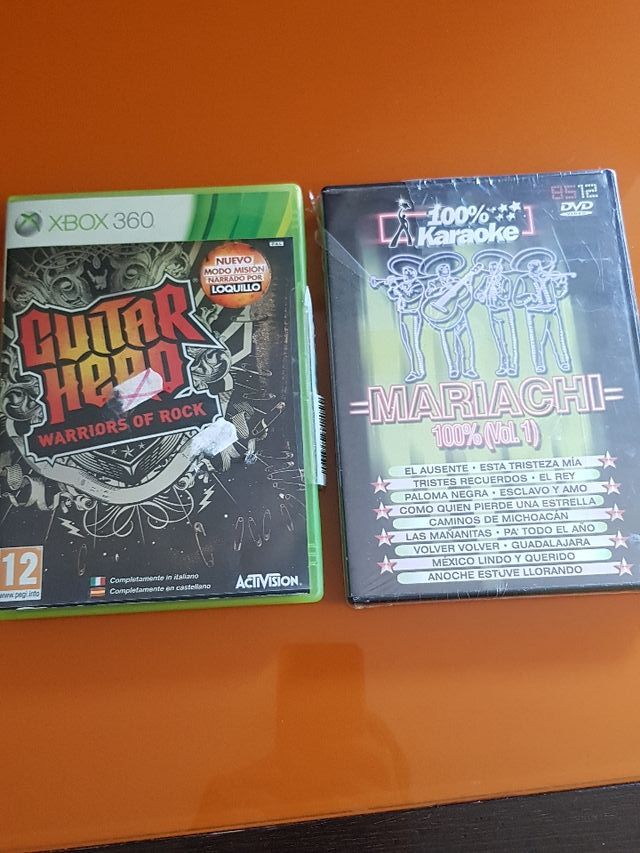 XBOX 360
PAL
NUEVO
MODO MISIÓN
NARRADO POR
LOQUILLO
GUITAR
HERO
WARRIORS OF ROCK
12
www.pegi.info
Completamente in italiano
Completamente en castellano
ACTIVISION
8512
DVD
VIDEO
100%
Karaoke
MARIACHI
100% (Vol. 1)
EL AUSENTE · ESTA TRISTEZA MÍA
TRISTES RECUERDOS · EL REY
PALOMA NEGRA · ESCLAVO Y AMO
COMO QUIEN PIERDE UNA ESTRELLA
CAMINOS DE MICHOACÁN
LAS MAÑANITAS · PA' TODO EL AÑO
VOLVER VOLVER · GUADALAJARA
MÉXICO LINDO Y QUERIDO
ANOCHE ESTUVE LLORANDO